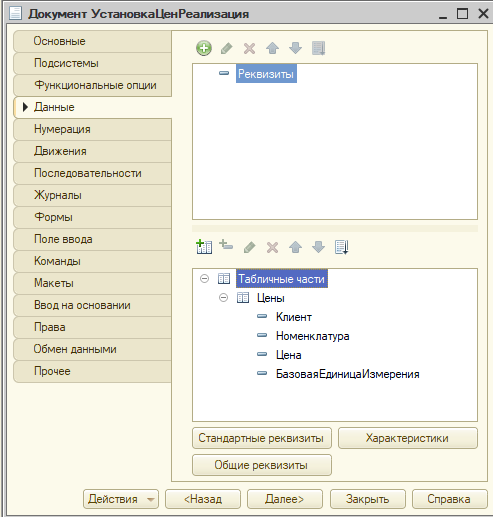 Документ УстановкаЦенРеализация
Основные
Подсистемы
Функциональные опции
Данные
Нумерация
Движения
Последовательности
Журналы
Формы
Поле ввода
Команды
Макеты
Ввод на основании
Права
Обмен данными
Прочее
Реквизиты
Табличные части
Цены
Клиент
Номенклатура
Цена
БазоваяЕдиницаИзмерения
Стандартные реквизиты
Характеристики
Общие реквизиты
Действия
<Назад
Далее>
Закрыть
Справка